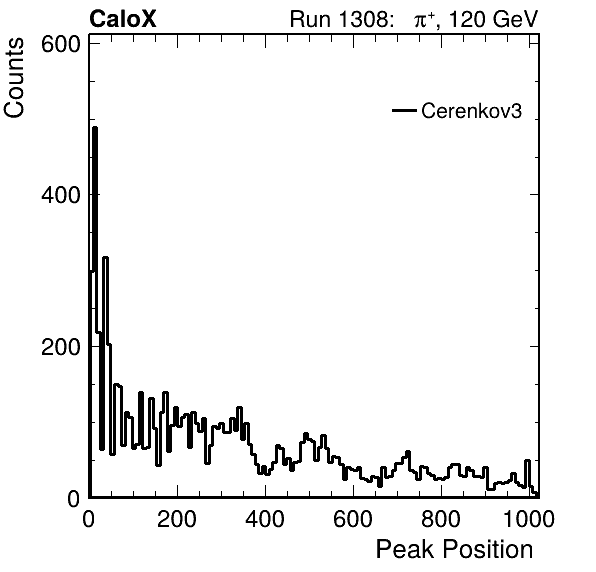 CaloX Run 1308: π⁺, 120 GeV
Counts
600
Cerenkov3
400
200
0
0 200 400 600 800 1000
Peak Position